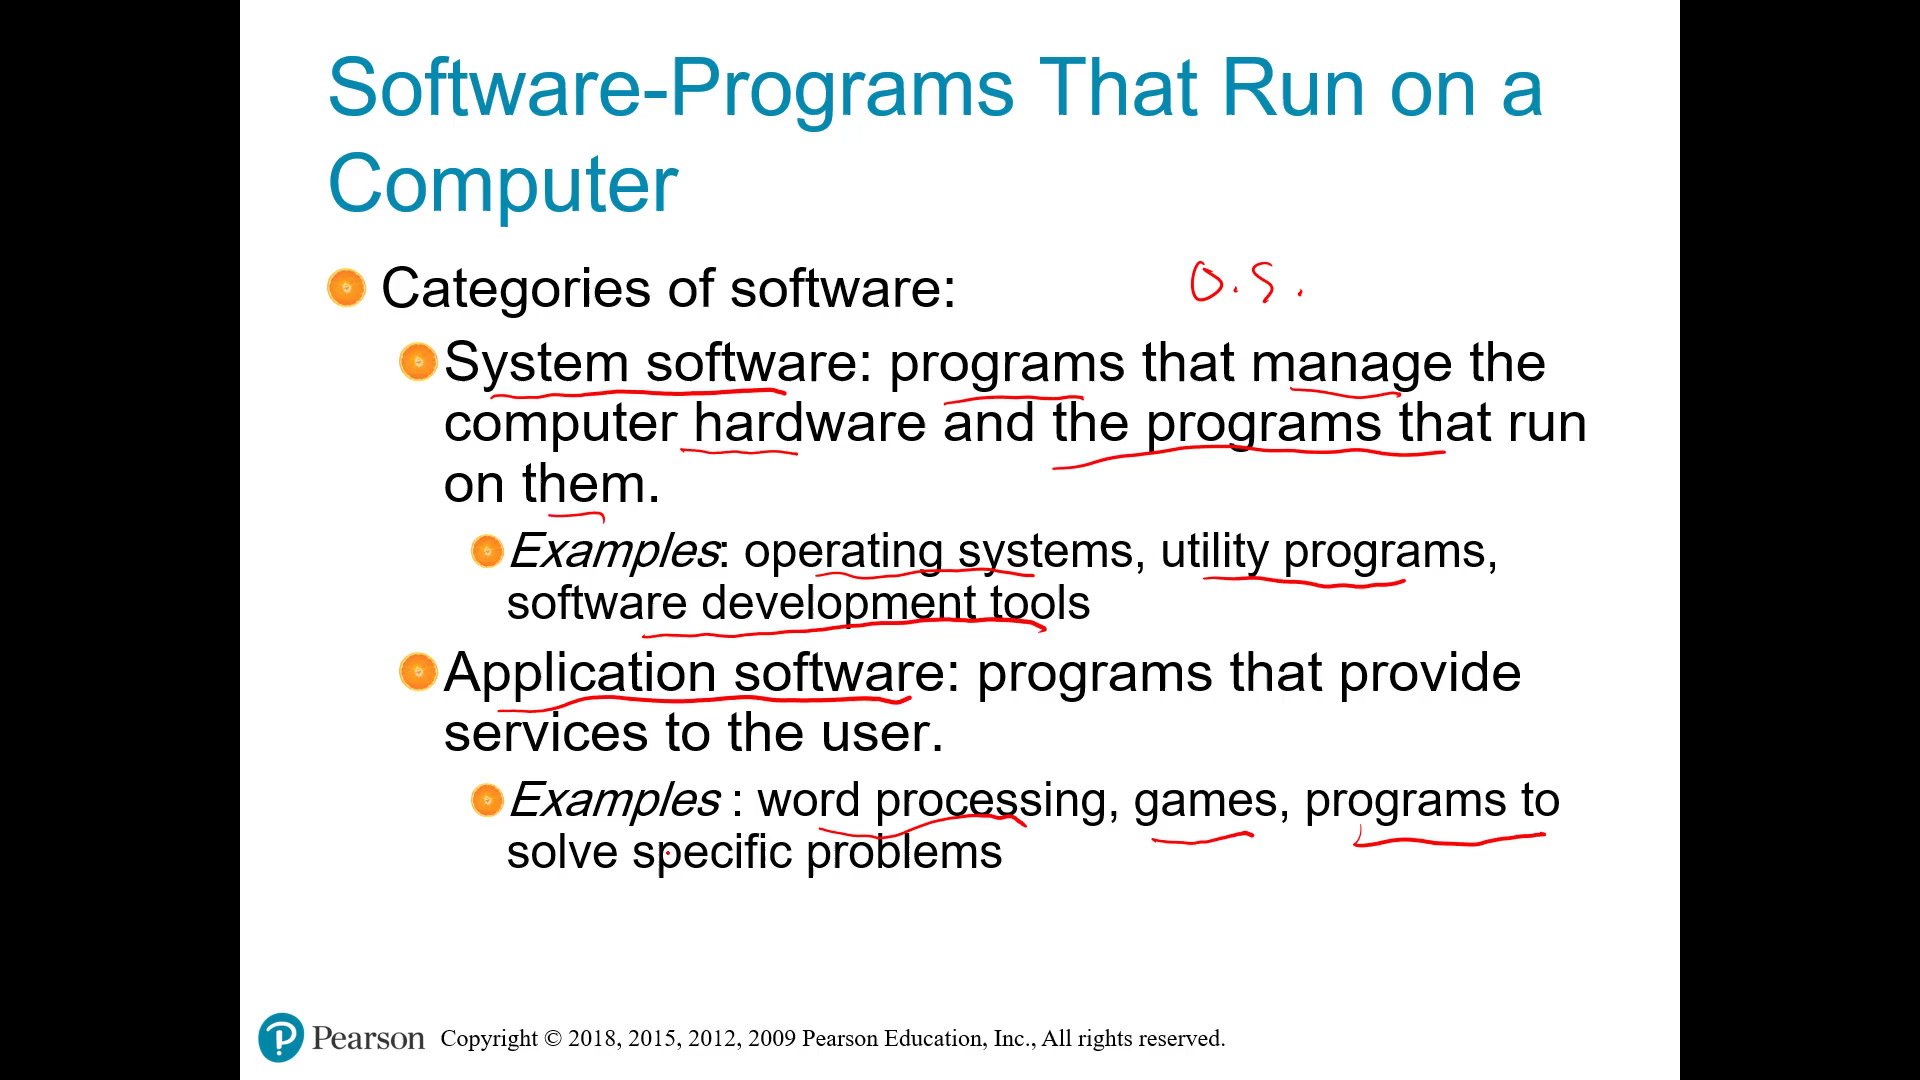 Software-Programs That Run on a
Computer
Categories of software:
O.S.
System software: programs that manage the
computer hardware and the programs that run
on them.
Examples: operating systems, utility programs,
software development tools
Application software: programs that provide
services to the user.
Examples : word processing, games, programs to
solve specific problems
Pearson Copyright © 2018, 2015, 2012, 2009 Pearson Education, Inc., All rights reserved.